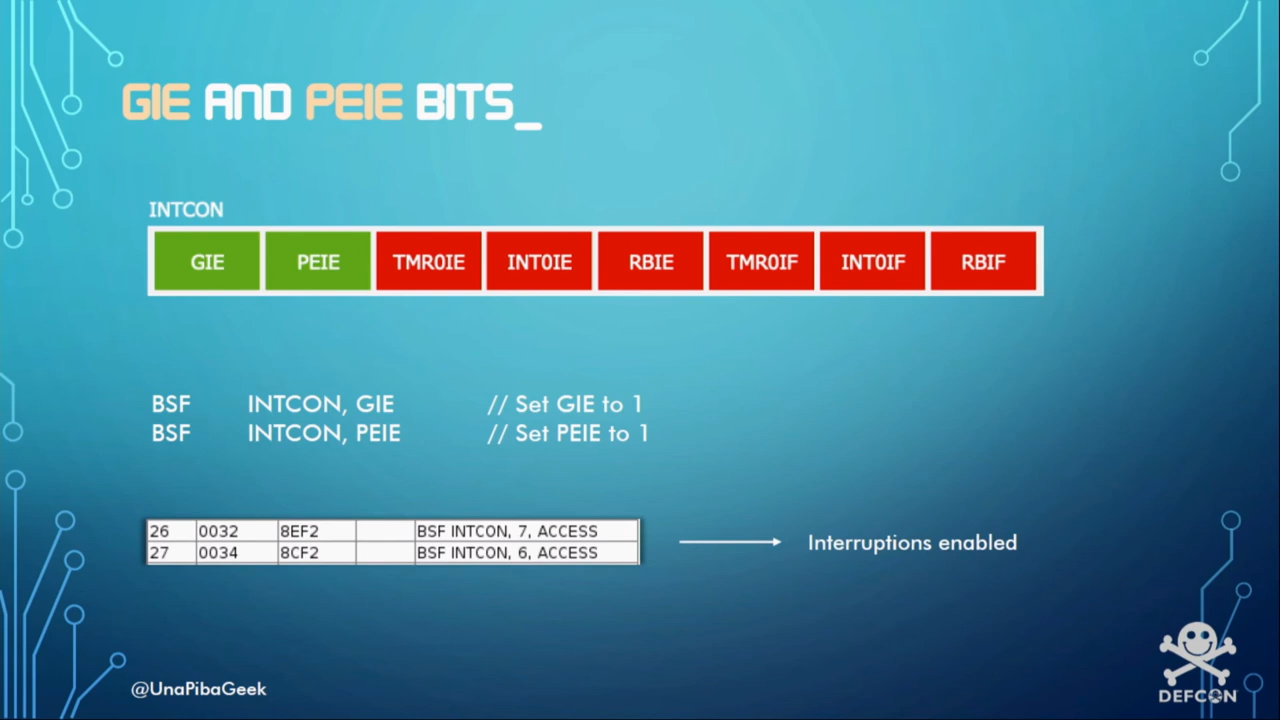 GIE AND PEIE BITS_
INTCON
GIE PEIE TMR0IE INT0IE RBIE TMR0IF INT0IF RBIF
BSF INTCON, GIE // Set GIE to 1
BSF INTCON, PEIE // Set PEIE to 1
26 0032 8EF2 BSF INTCON, 7, ACCESS
27 0034 8CF2 BSF INTCON, 6, ACCESS
Interruptions enabled
@UnaPibaGeek
DEFCON